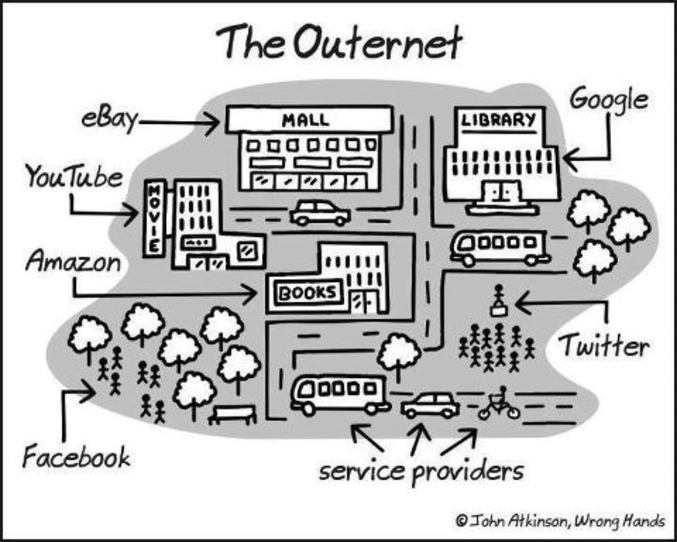 The Outernet
eBay
MALL
LIBRARY
Google
YouTube
MOVIE
Amazon
BOOKS
Twitter
Facebook
service providers
© John Atkinson, Wrong Hands